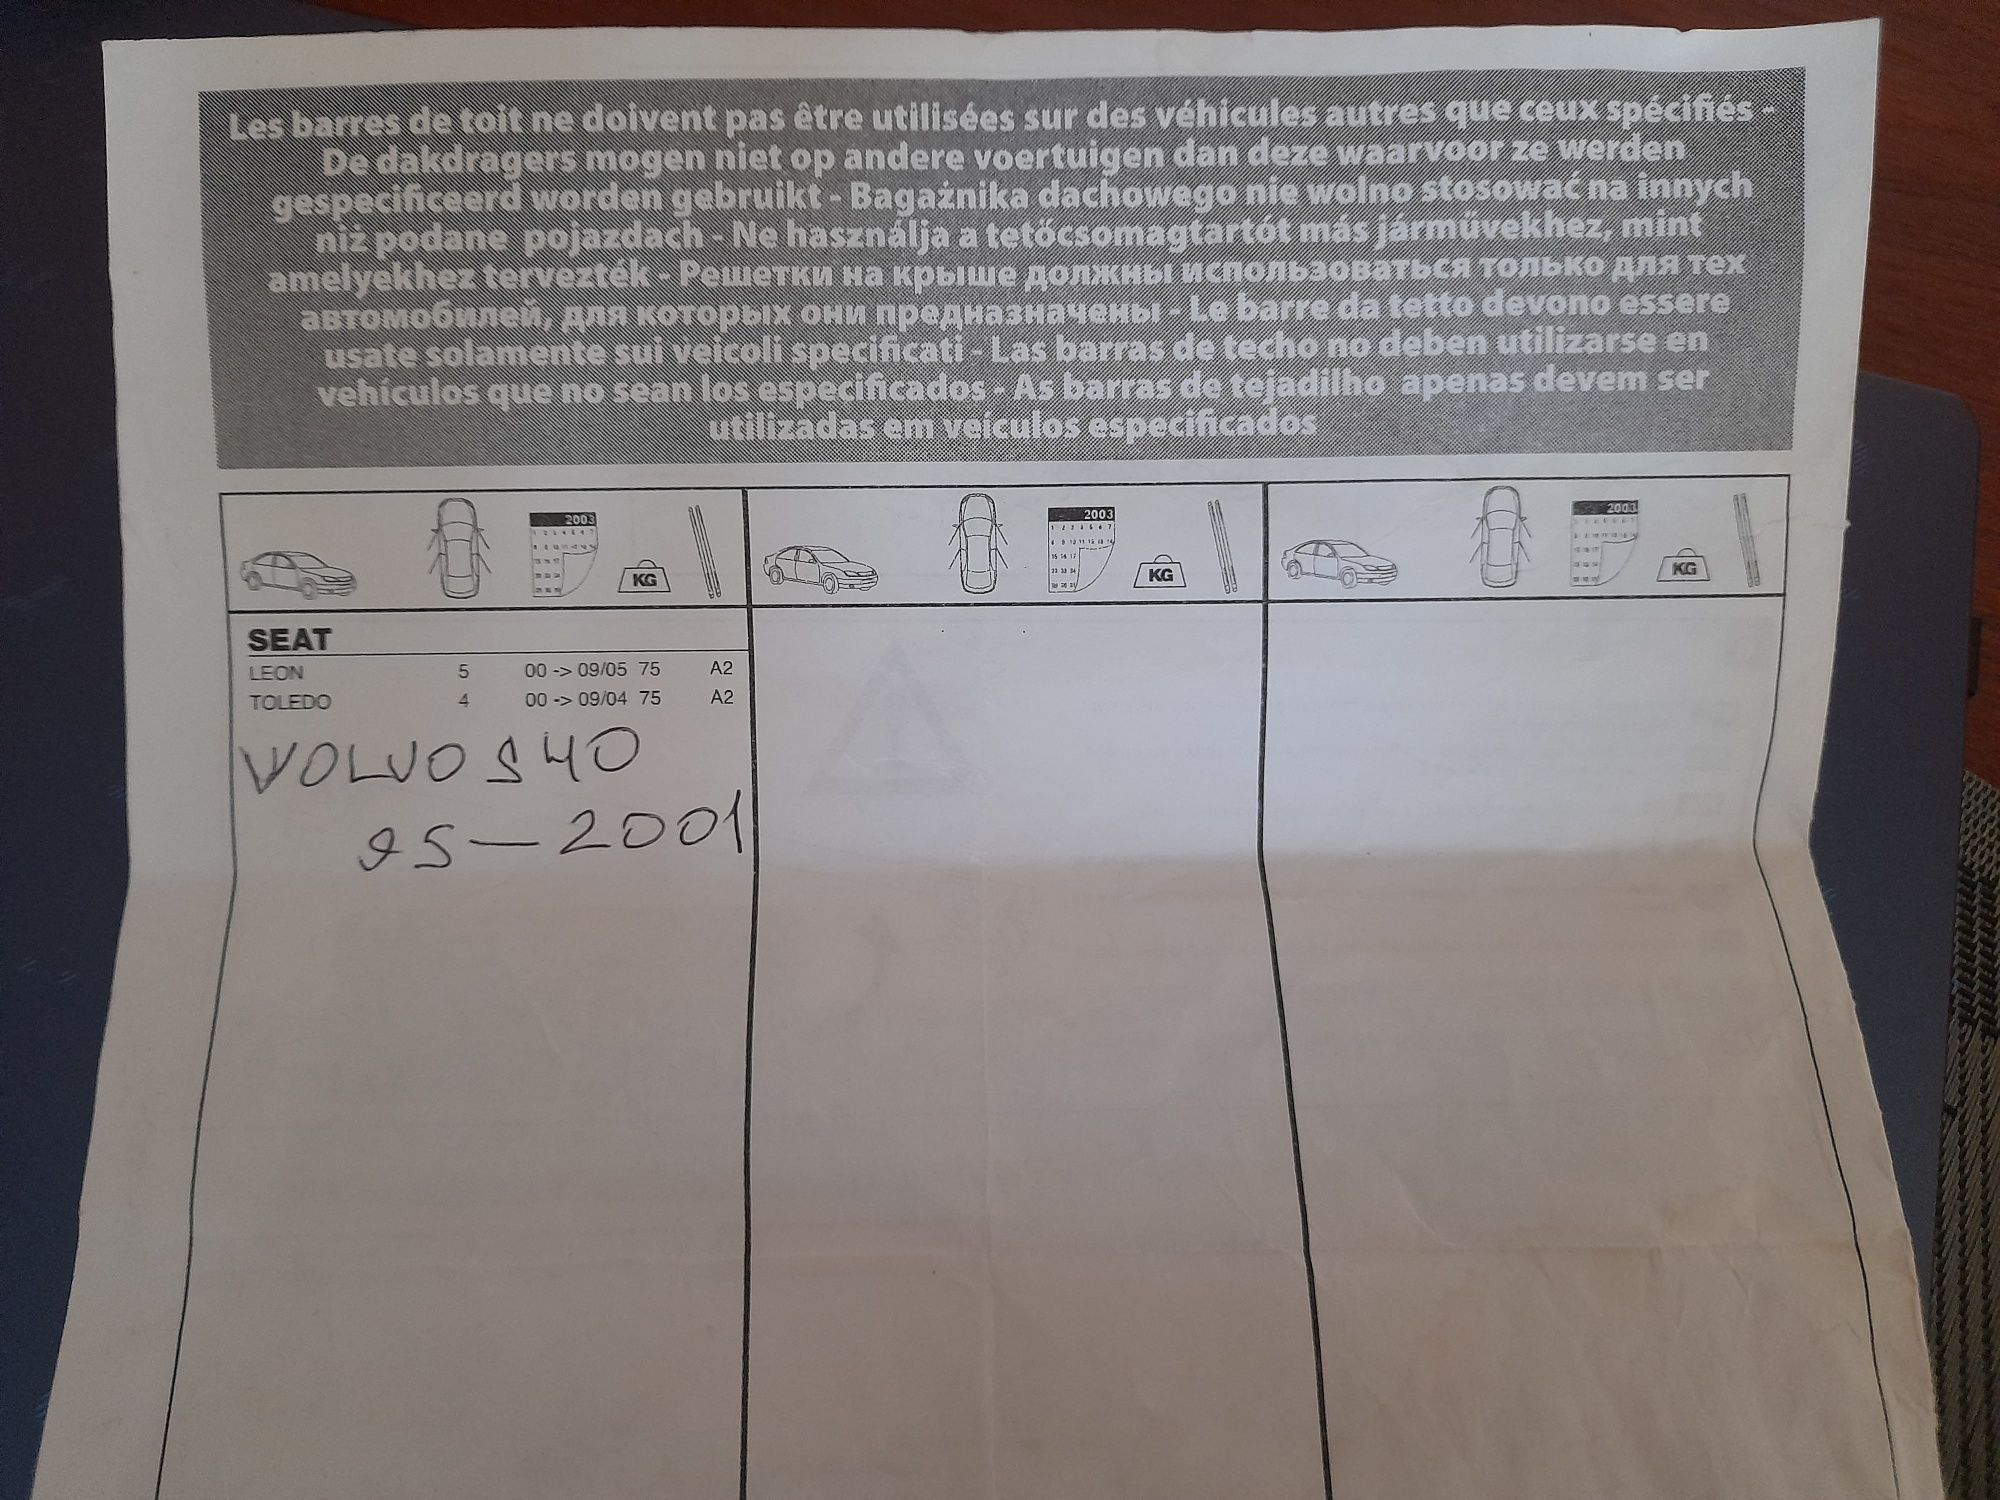 Les barres de toit ne doivent pas être utilisées sur des véhicules autres que ceux spécifiés -
De dakdragers mogen niet op andere voertuigen dan deze waarvoor ze werden
gespecificeerd worden gebruikt - Bagażnika dachowego nie wolno stosować na innych
niż podane pojazdach - Ne használja a tetőcsomagtartót más járművekhez, mint
amelyekhez tervezték - Решетки на крыше должны использоваться только для тех
автомобилей, для которых они предназначены - Le barre da tetto devono essere
usate solamente sui veicoli specificati - Las barras de techo no deben utilizarse en
vehículos que no sean los especificados - As barras de tejadilho apenas devem ser
utilizadas em veículos especificados
2003 KG 2003 KG 2003 KG
SEAT
LEON 5 00 -> 09/05 75 A2
TOLEDO 4 00 -> 09/04 75 A2
VOLVO S40
95-2001